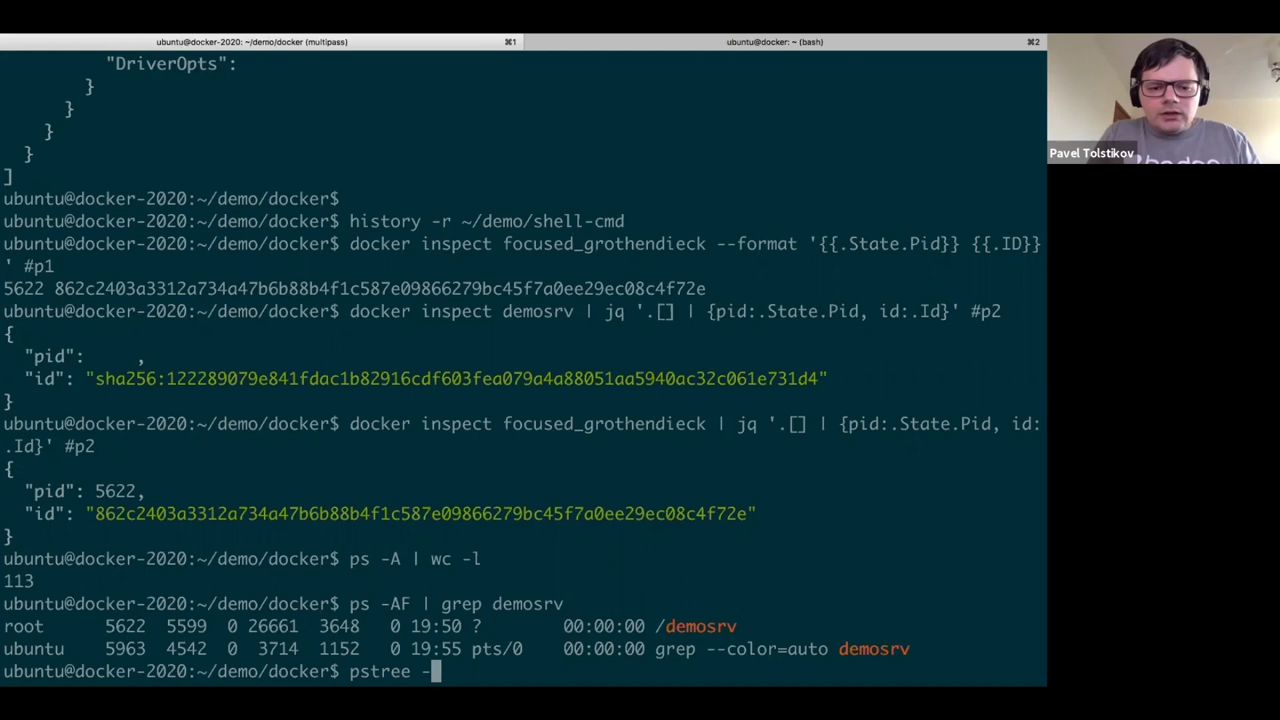 ubuntu@docker-2020: ~/demo/docker (multipass) ⌘1 ubuntu@docker: ~ (bash) ⌘2
"DriverOpts":
}
}
}
}
]
ubuntu@docker-2020:~/demo/docker$
ubuntu@docker-2020:~/demo/docker$ history -r ~/demo/shell-cmd
ubuntu@docker-2020:~/demo/docker$ docker inspect focused_grothendieck --format '{{.State.Pid}} {{.ID}}
' #p1
5622 862c2403a3312a734a47b6b88b4f1c587e09866279bc45f7a0ee29ec08c4f72e
ubuntu@docker-2020:~/demo/docker$ docker inspect demosrv | jq '.[] | {pid:.State.Pid, id:.Id}' #p2
{
"pid": ,
"id": "sha256:122289079e841fdac1b82916cdf603fea079a4a88051aa5940ac32c061e731d4"
}
ubuntu@docker-2020:~/demo/docker$ docker inspect focused_grothendieck | jq '.[] | {pid:.State.Pid, id:
.Id}' #p2
{
"pid": 5622,
"id": "862c2403a3312a734a47b6b88b4f1c587e09866279bc45f7a0ee29ec08c4f72e"
}
ubuntu@docker-2020:~/demo/docker$ ps -A | wc -l
113
ubuntu@docker-2020:~/demo/docker$ ps -AF | grep demosrv
root 5622 5599 0 26661 3648 0 19:50 ? 00:00:00 /demosrv
ubuntu 5963 4542 0 3714 1152 0 19:55 pts/0 00:00:00 grep --color=auto demosrv
ubuntu@docker-2020:~/demo/docker$ pstree -
Pavel Tolstikov